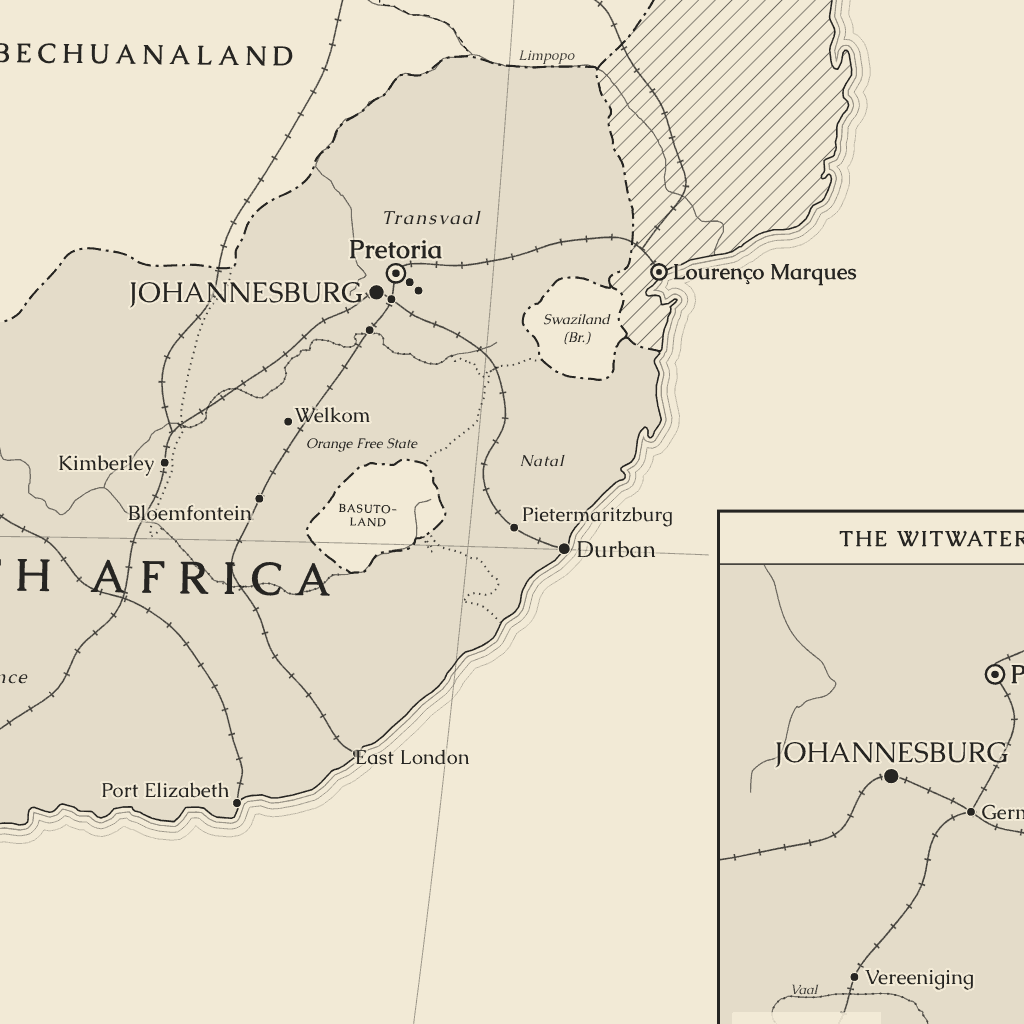 BECHUANALAND
Limpopo
Transvaal
Pretoria
JOHANNESBURG
Lourenço Marques
Swaziland
(Br.)
Welkom
Orange Free State
Kimberley
Natal
BASUTO-
LAND
Bloemfontein
Pietermaritzburg
Durban
TH AFRICA
nce
East London
Port Elizabeth
THE WITWATER
P
JOHANNESBURG
Germ
Vereeniging
Vaal